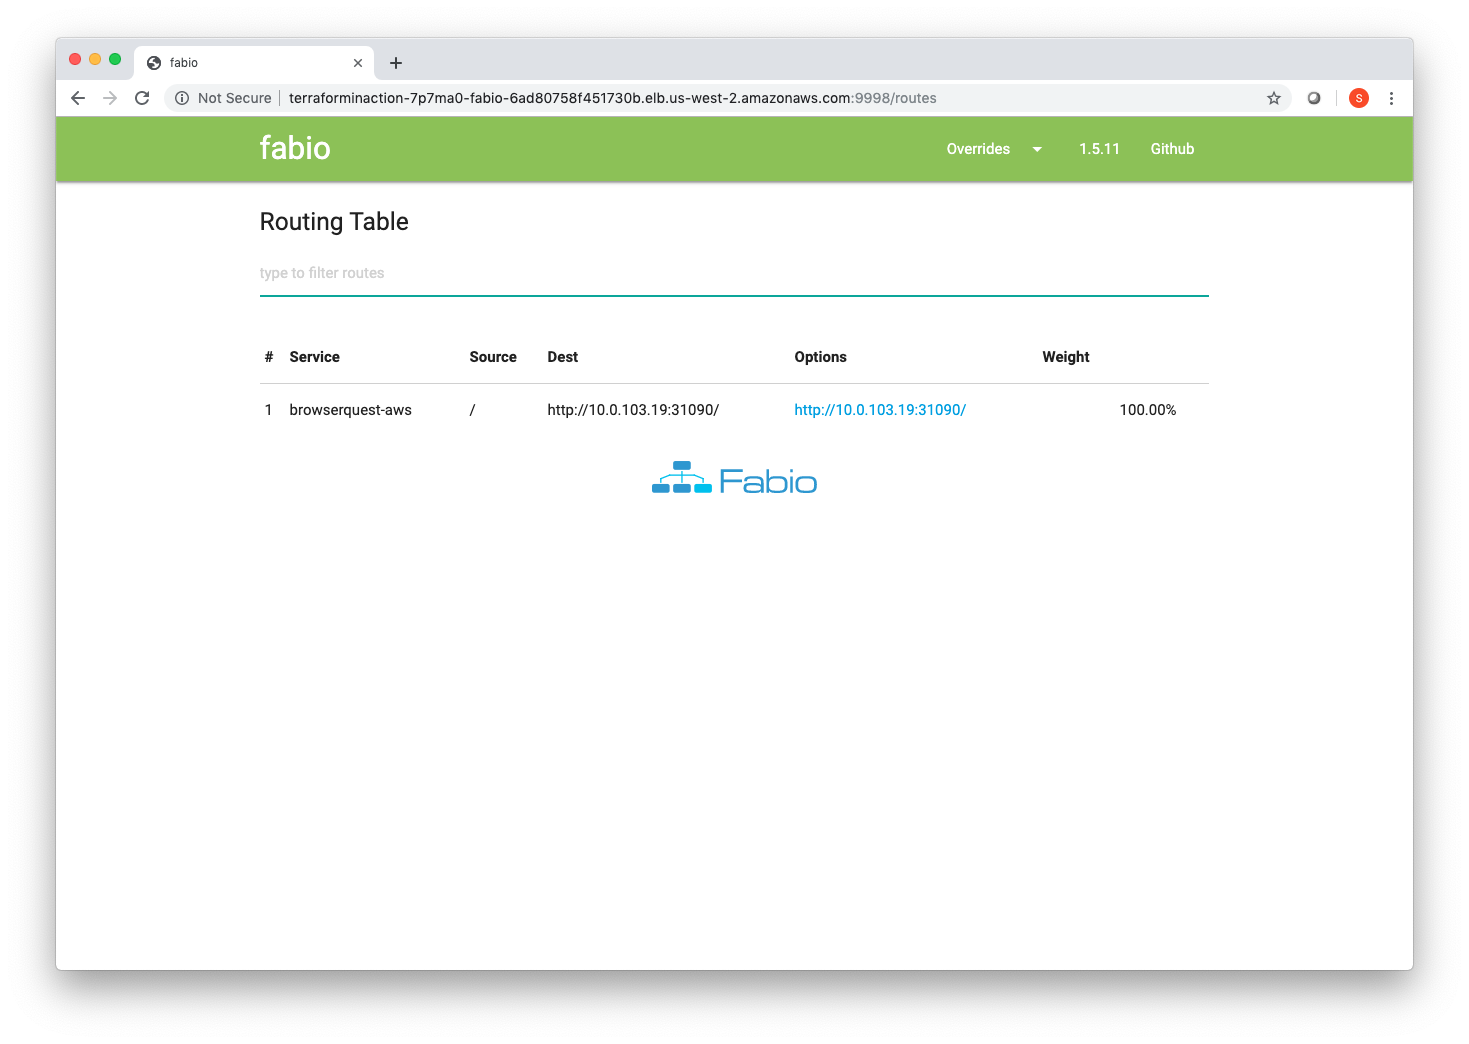 fabio
Not Secure terraforminaction-7p7ma0-fabio-6ad80758f451730b.elb.us-west-2.amazonaws.com:9998/routes
S
fabio Overrides 1.5.11 Github
Routing Table
type to filter routes
# Service Source Dest Options Weight
1 browserquest-aws / http://10.0.103.19:31090/ http://10.0.103.19:31090/ 100.00%
Fabio